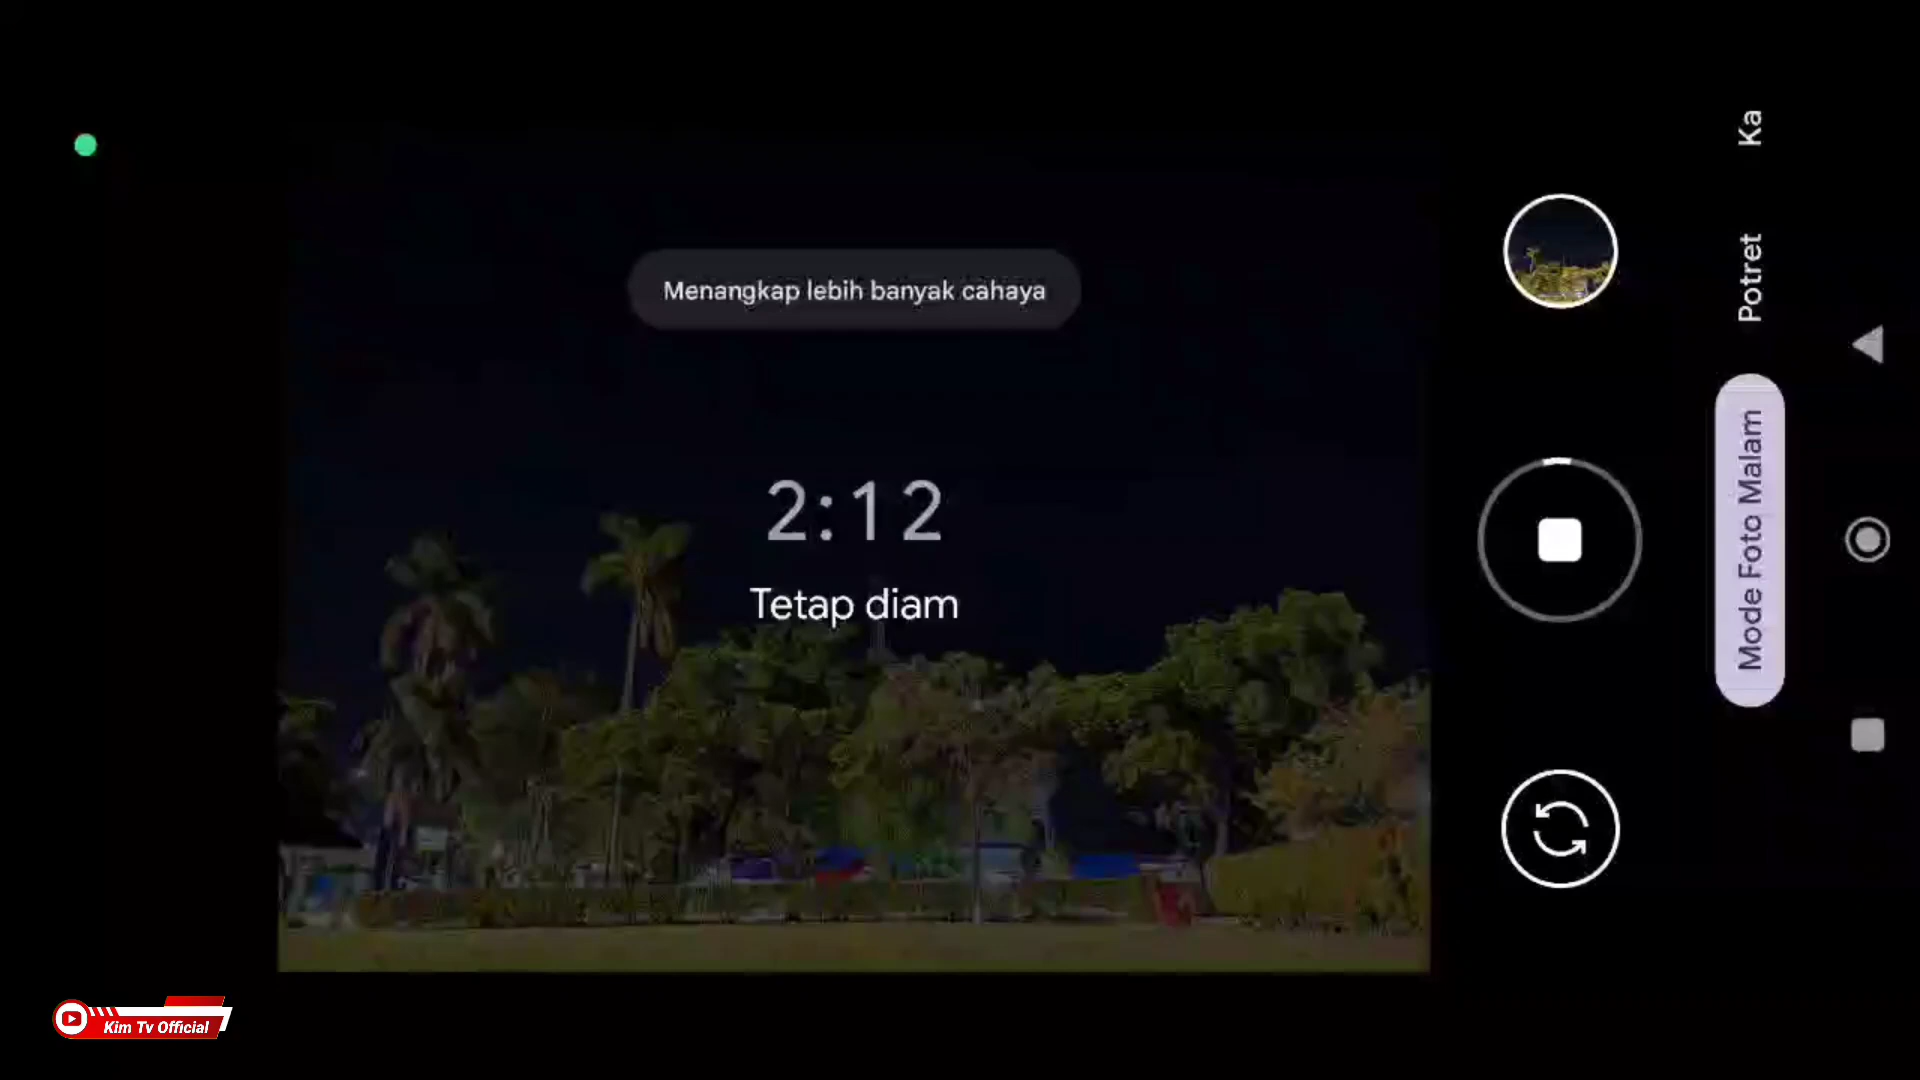 Menangkap lebih banyak cahaya
2:12
Tetap diam
Ka
Potret
Mode Foto Malam
Kim Tv Official